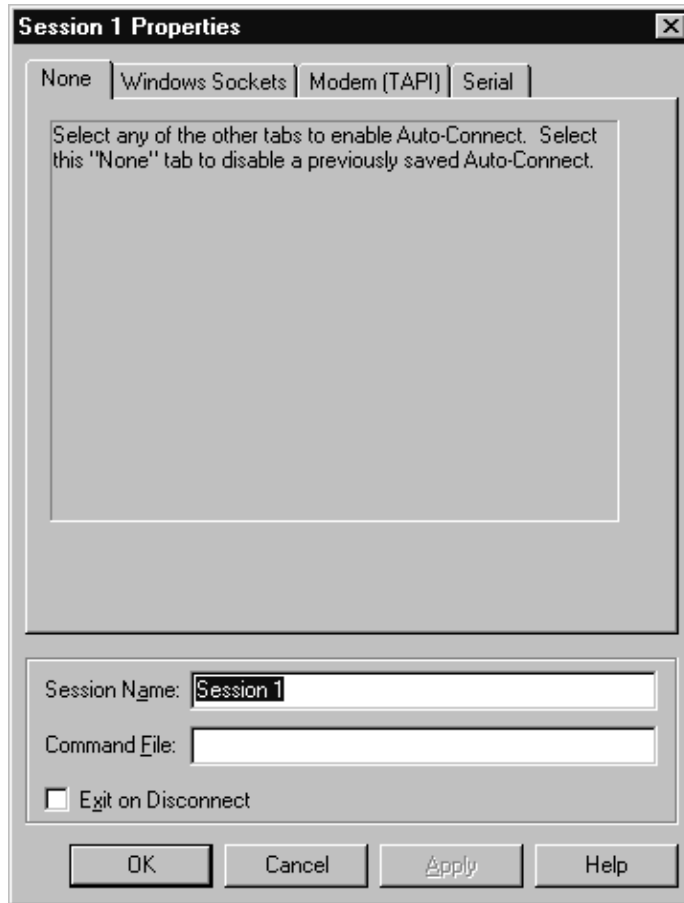 Session 1 Properties
None Windows Sockets Modem (TAPI) Serial
Select any of the other tabs to enable Auto-Connect. Select
this "None" tab to disable a previously saved Auto-Connect.
Session Name: Session 1
Command File:
Exit on Disconnect
OK Cancel Apply Help